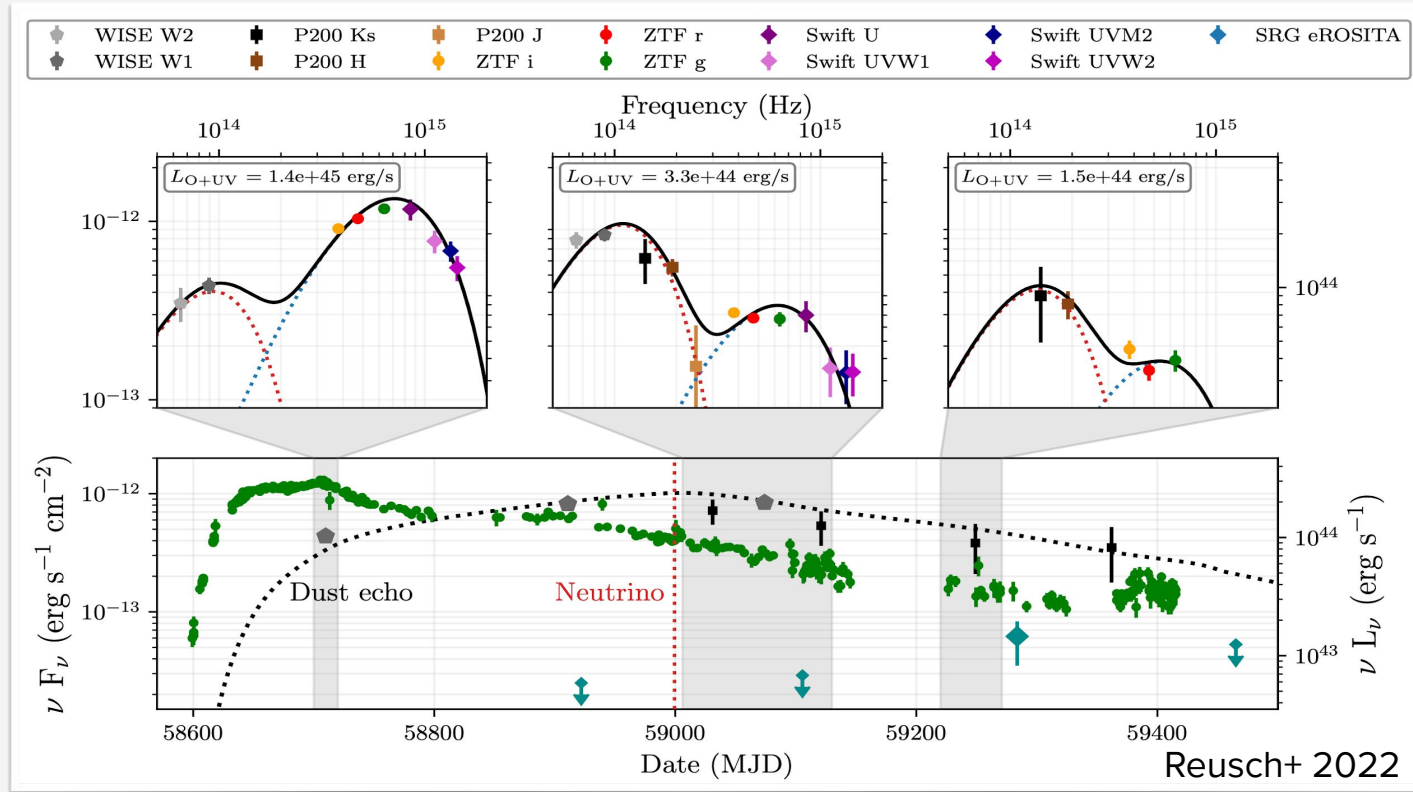 WISE W2 P200 Ks P200 J ZTF r Swift U Swift UVM2 SRG eROSITA
WISE W1 P200 H ZTF i ZTF g Swift UVW1 Swift UVW2
Frequency (Hz)
10^14 10^15 10^14 10^15 10^14 10^15
L_O+UV = 1.4e+45 erg/s L_O+UV = 3.3e+44 erg/s L_O+UV = 1.5e+44 erg/s
10^−12
10^44
10^−13
ν F_ν (erg s^−1 cm^−2)
10^−12
10^−13
Dust echo
Neutrino
10^44
10^43
ν L_ν (erg s^−1)
58600 58800 59000 59200 59400
Date (MJD)
Reusch+ 2022